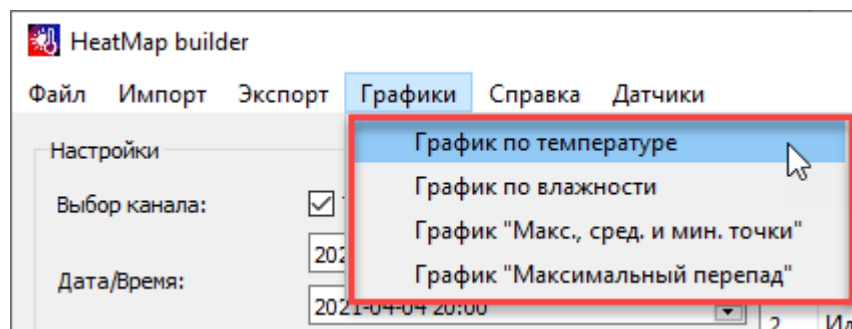 HeatMap builder
Файл Импорт Экспорт Графики Справка Датчики
График по температуре
Настройки
График по влажности
Выбор канала:
График "Макс., сред. и мин. точки"
Дата/Время:
График "Максимальный перепад"
2021-04-04 20:00
2